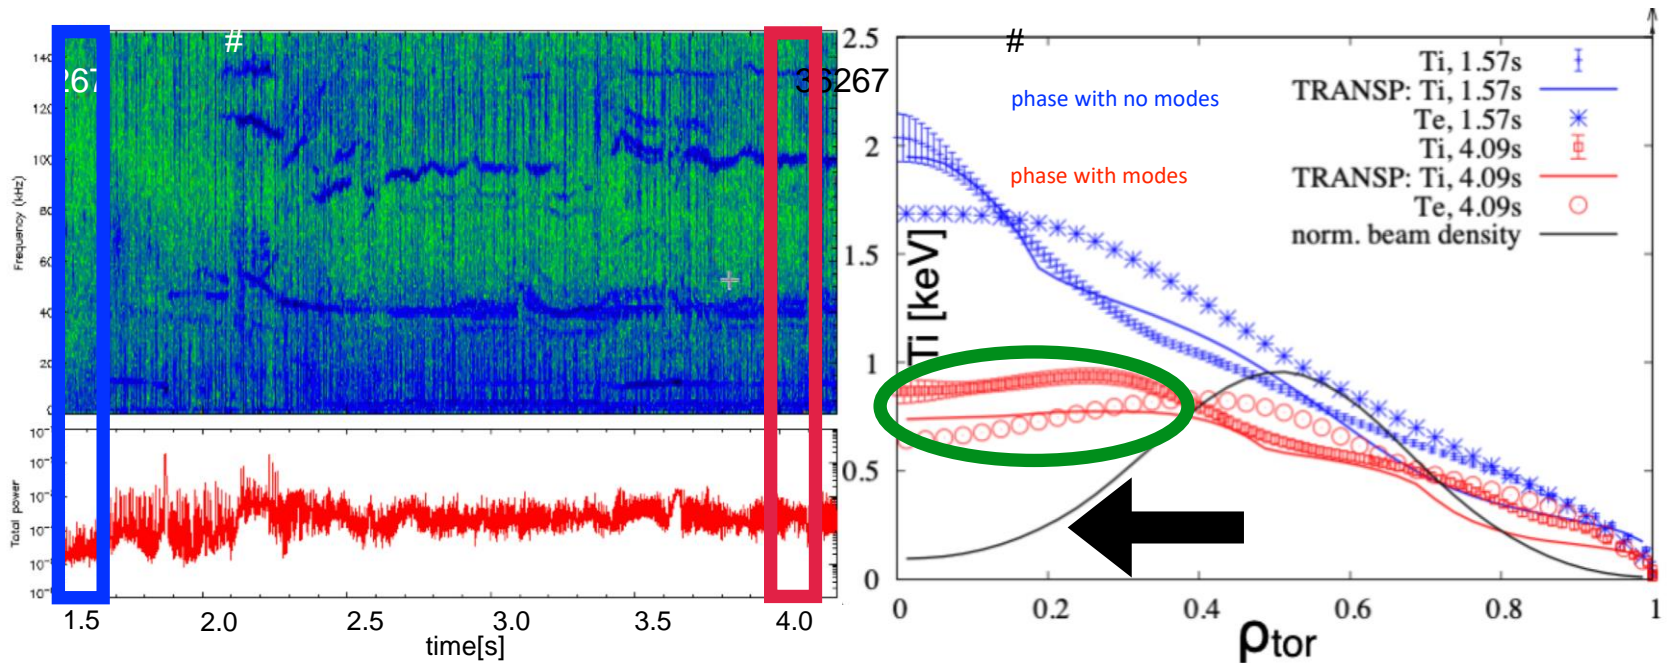 #
267
140
120
100
80
60
40
20
0
Frequency (kHz)
Total power
1.5
2.0
2.5
3.0
3.5
4.0
time[s]
#
36267
phase with no modes
phase with modes
Ti, 1.57s
TRANSP: Ti, 1.57s
Te, 1.57s
Ti, 4.09s
TRANSP: Ti, 4.09s
Te, 4.09s
norm. beam density
2.5
2
1.5
1
0.5
0
Ti [keV]
0
0.2
0.4
0.6
0.8
1
ρtor